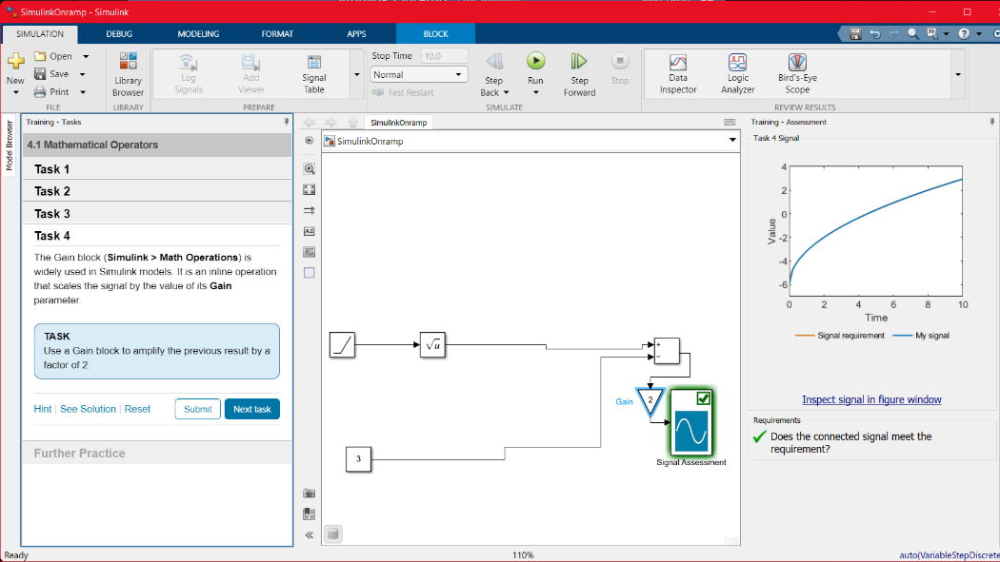 SimulinkOnramp - Simulink
SIMULATION DEBUG MODELING FORMAT APPS BLOCK
New
Open
Save
Print
FILE
Library
Browser
LIBRARY
Log
Signals
Add
Viewer
Signal
Table
PREPARE
Stop Time 10.0
Normal
Fast Restart
Step
Back
Run
Step
Forward
Stop
SIMULATE
Data
Inspector
Logic
Analyzer
Bird's-Eye
Scope
REVIEW RESULTS
Model Browser
Training - Tasks
4.1 Mathematical Operators
Task 1
Task 2
Task 3
Task 4
The Gain block (Simulink > Math Operations) is
widely used in Simulink models. It is an inline operation
that scales the signal by the value of its Gain
parameter.
TASK
Use a Gain block to amplify the previous result by a
factor of 2.
Hint | See Solution | Reset
Submit
Next task
Further Practice
SimulinkOnramp
SimulinkOnramp
√u
+
−
Gain
2
3
Signal Assessment
Training - Assessment
Task 4 Signal
4
2
0
-2
-4
-6
Value
0 2 4 6 8 10
Time
Signal requirement My signal
Inspect signal in figure window
Requirements
Does the connected signal meet the
requirement?
Ready
110%
auto(VariableStepDiscrete